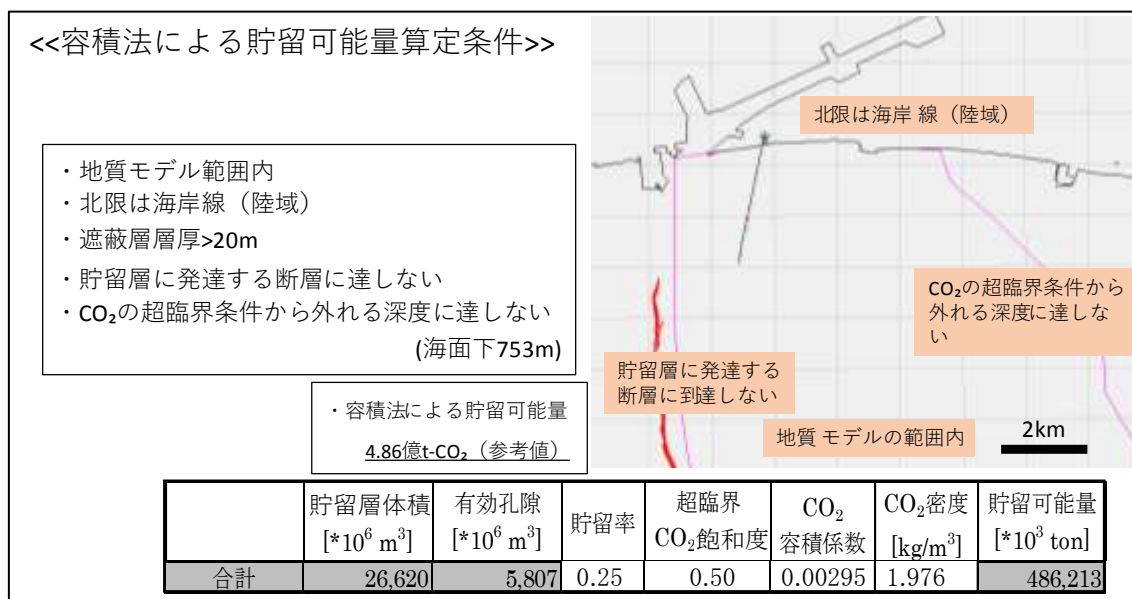 <<容積法による貯留可能量算定条件>>
・地質モデル範囲内
・北限は海岸線（陸域）
・遮蔽層層厚>20m
・貯留層に発達する断層に達しない
・CO₂の超臨界条件から外れる深度に達しない
(海面下753m)
・容積法による貯留可能量
4.86億t-CO₂（参考値）
北限は海岸線（陸域）
CO₂の超臨界条件から
外れる深度に達しな
い
貯留層に発達する
断層に到達しない
地質モデルの範囲内
2km
貯留層体積 [*10⁶ m³] 有効孔隙 [*10⁶ m³] 貯留率 超臨界 CO₂飽和度 CO₂ 容積係数 CO₂密度 [kg/m³] 貯留可能量 [*10³ ton]
合計 26,620 5,807 0.25 0.50 0.00295 1.976 486,213